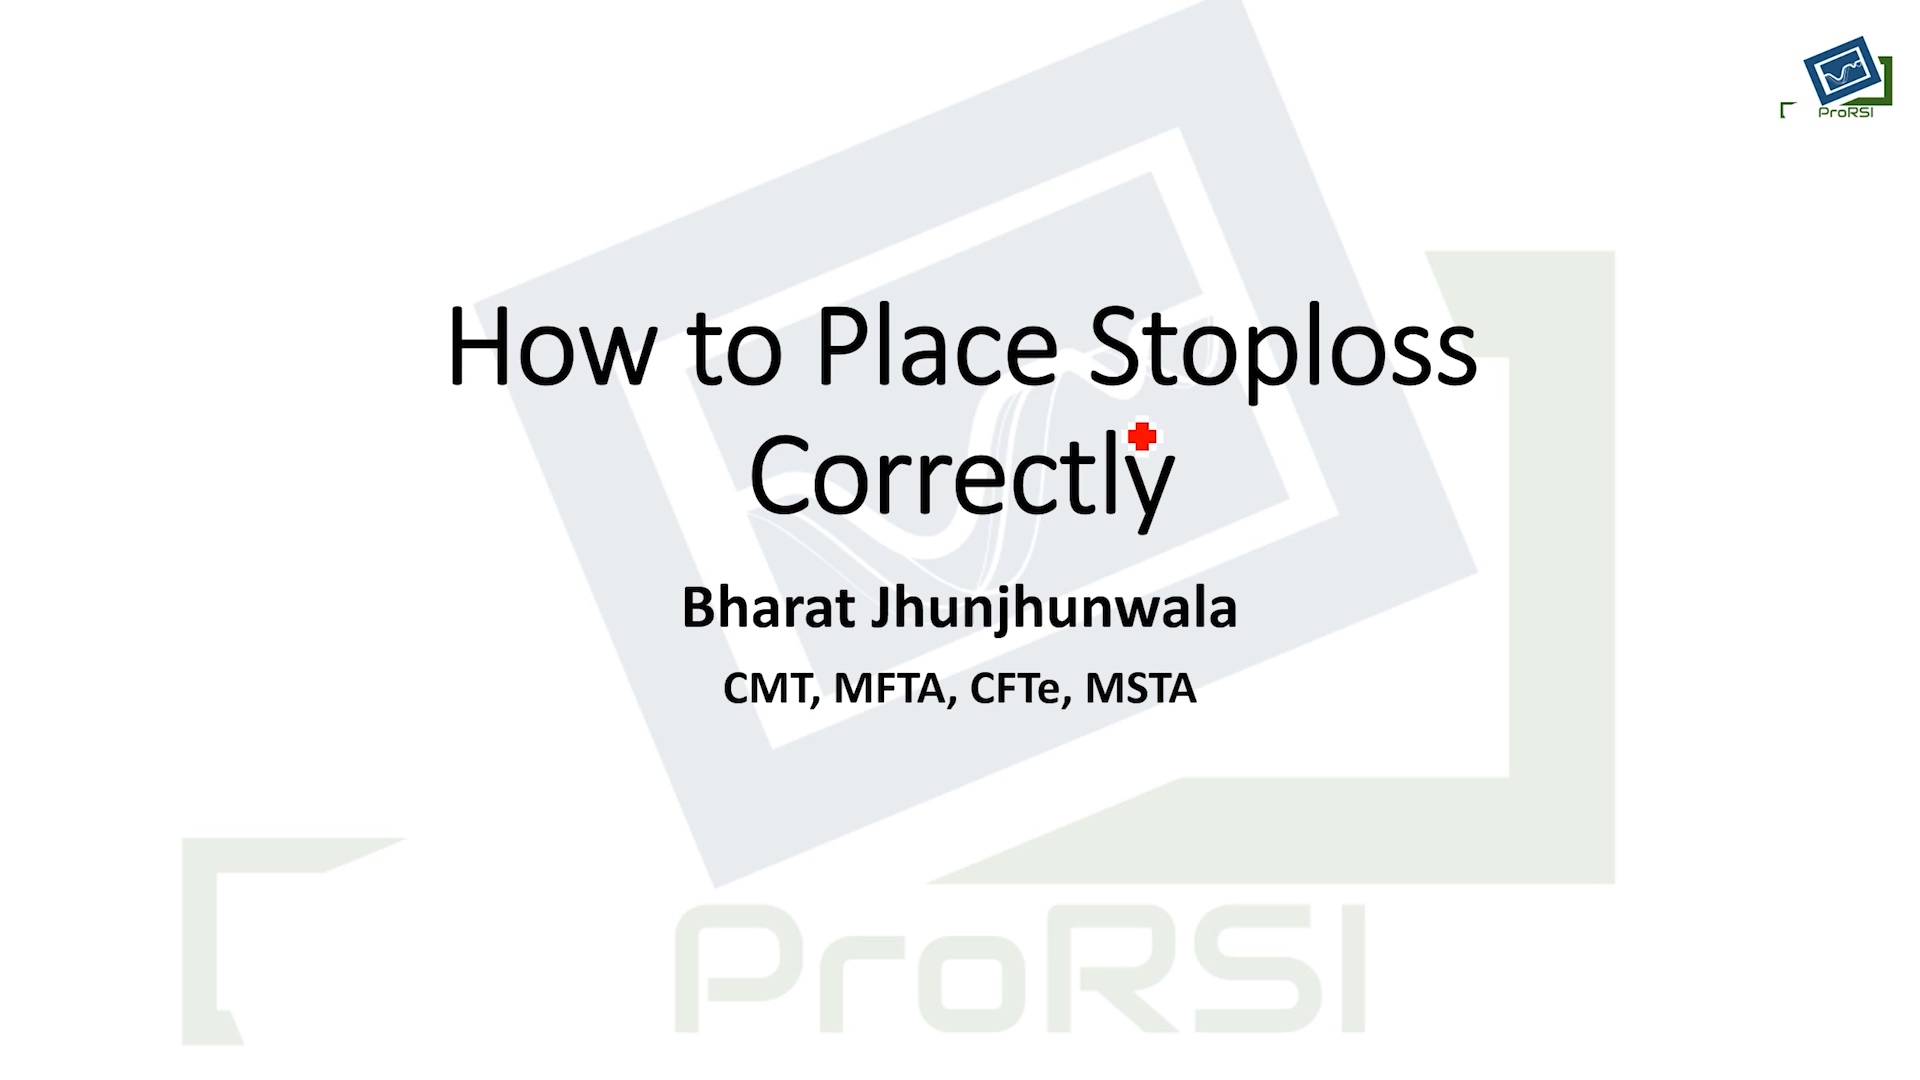 ProRSI
How to Place Stoploss
Correctly
Bharat Jhunjhunwala
CMT, MFTA, CFTe, MSTA
ProRSI